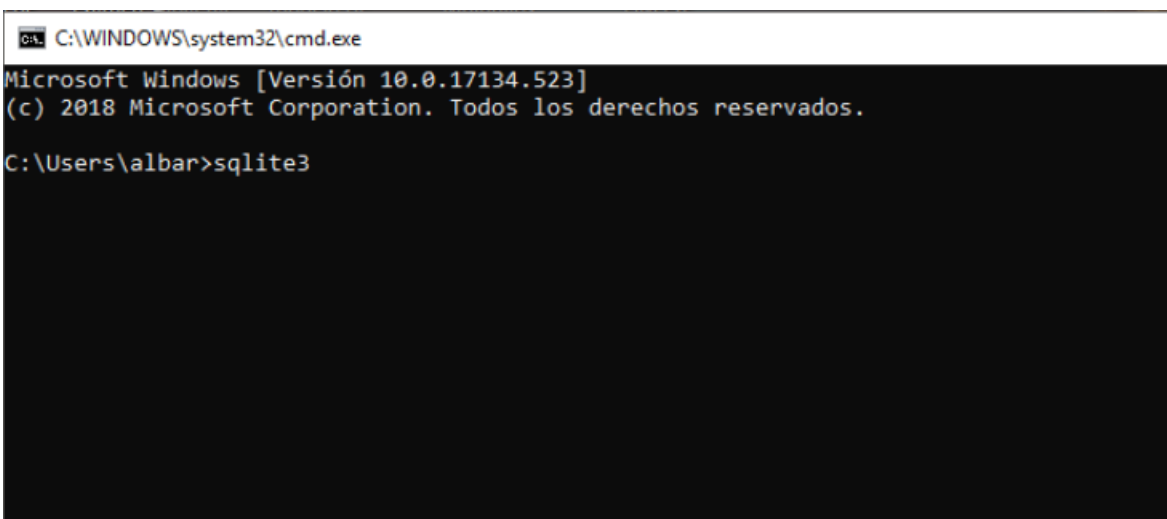 C:\WINDOWS\system32\cmd.exe
Microsoft Windows [Versión 10.0.17134.523]
(c) 2018 Microsoft Corporation. Todos los derechos reservados.
C:\Users\albar>sqlite3